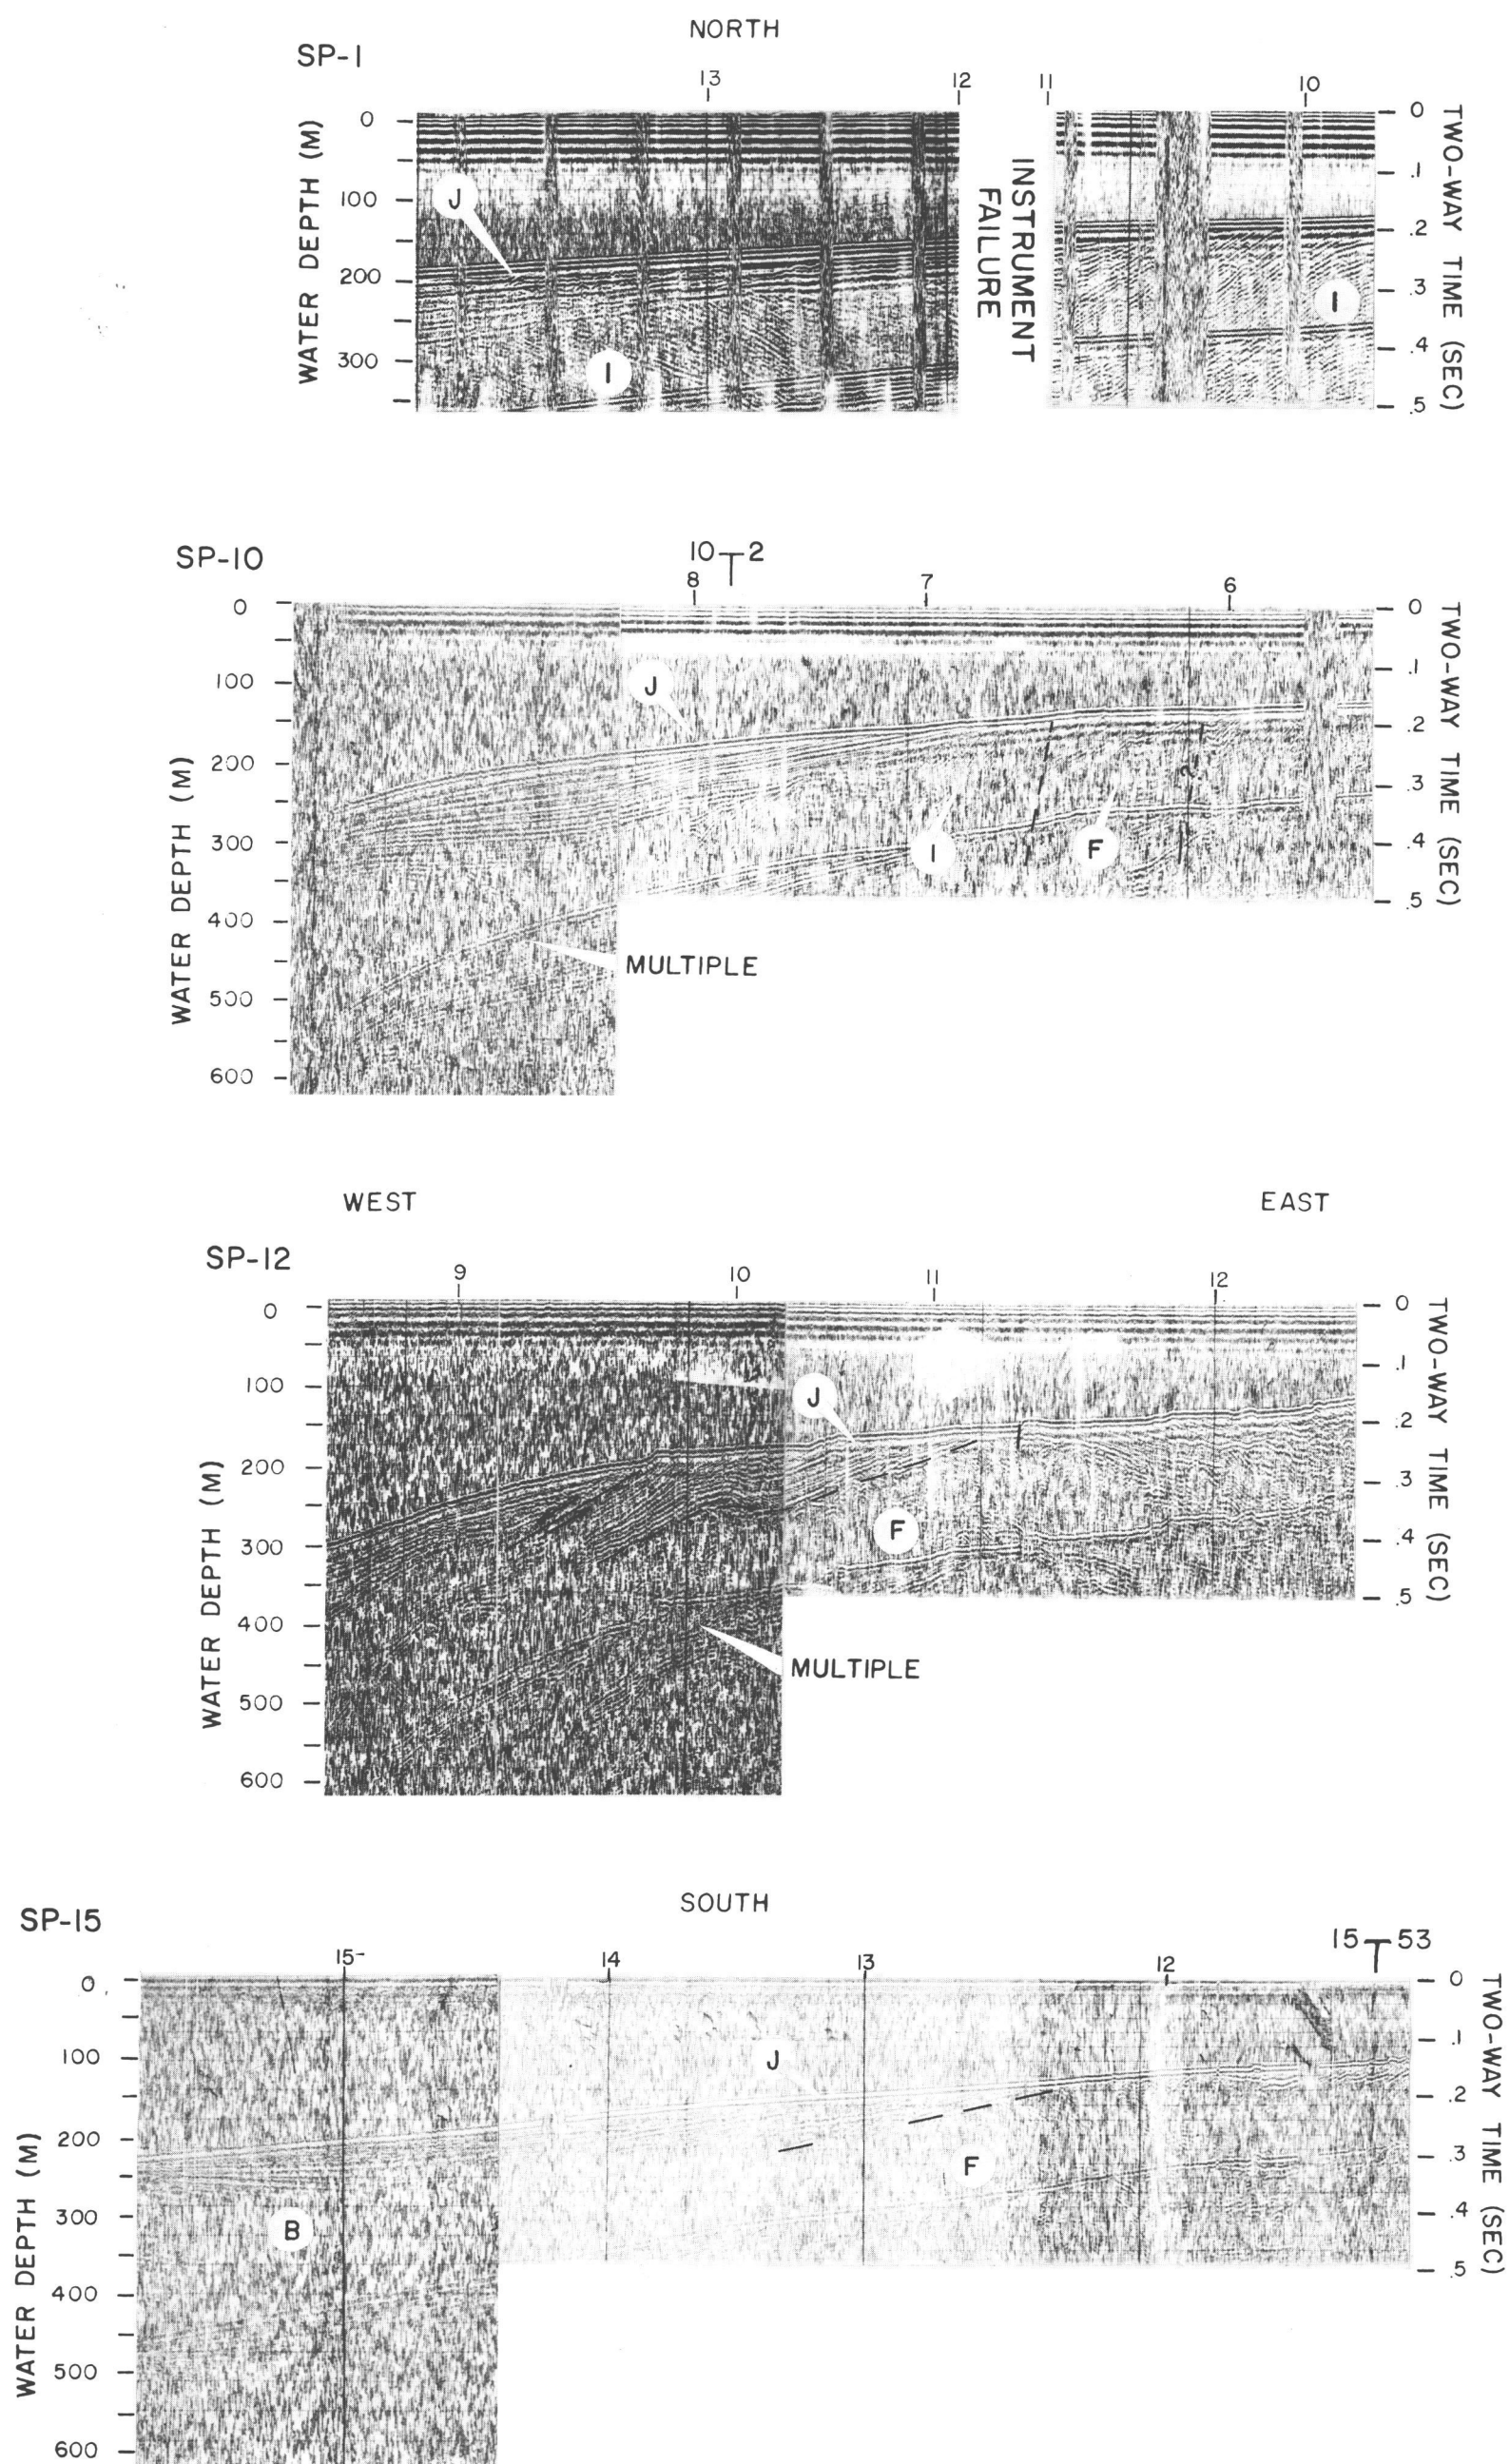 NORTH
SP-1
13
12
11
10
0
100
200
300
WATER DEPTH (M)
J
I
INSTRUMENT
FAILURE
I
0
.1
.2
.3
.4
.5
TWO-WAY TIME (SEC)
SP-10
10 T 2
8
7
6
0
100
200
300
400
500
600
WATER DEPTH (M)
J
I
F
?
MULTIPLE
0
.1
.2
.3
.4
.5
TWO-WAY TIME (SEC)
WEST
EAST
SP-12
9
10
11
12
0
100
200
300
400
500
600
WATER DEPTH (M)
J
F
MULTIPLE
0
.1
.2
.3
.4
.5
TWO-WAY TIME (SEC)
SOUTH
SP-15
15 T 53
15
14
13
12
0
100
200
300
400
500
600
WATER DEPTH (M)
J
F
B
0
.1
.2
.3
.4
.5
TWO-WAY TIME (SEC)